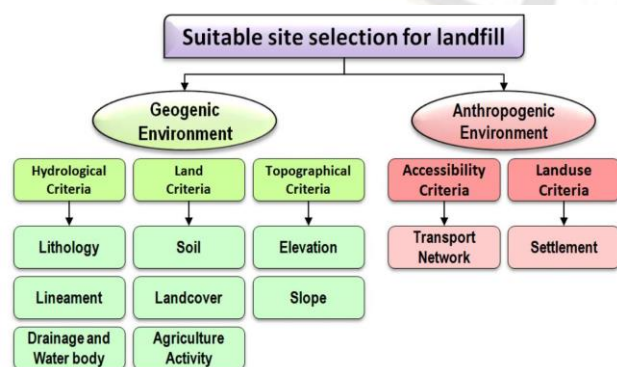 Suitable site selection for landfill
Geogenic
Environment
Anthropogenic
Environment
Hydrological
Criteria
Land
Criteria
Topographical
Criteria
Accessibility
Criteria
Landuse
Criteria
Lithology
Soil
Elevation
Transport
Network
Settlement
Lineament
Landcover
Slope
Drainage and
Water body
Agriculture
Activity